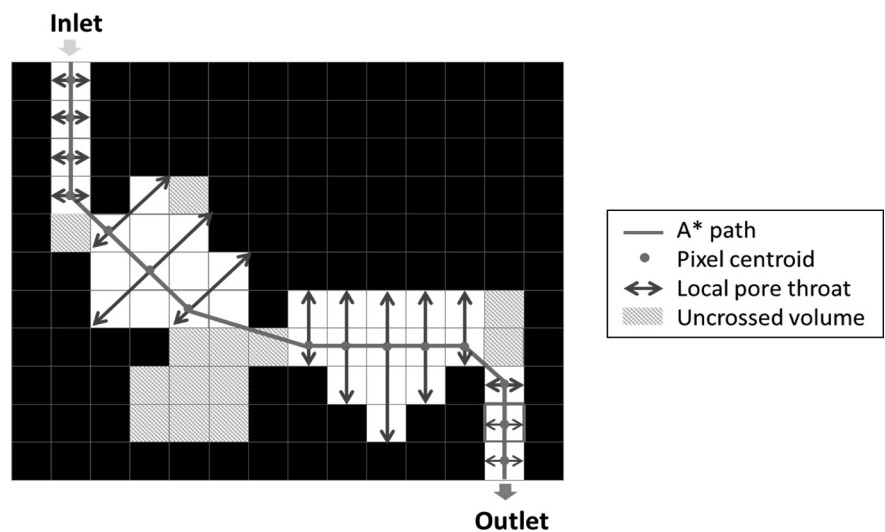 Inlet
A* path
Pixel centroid
Local pore throat
Uncrossed volume
Outlet